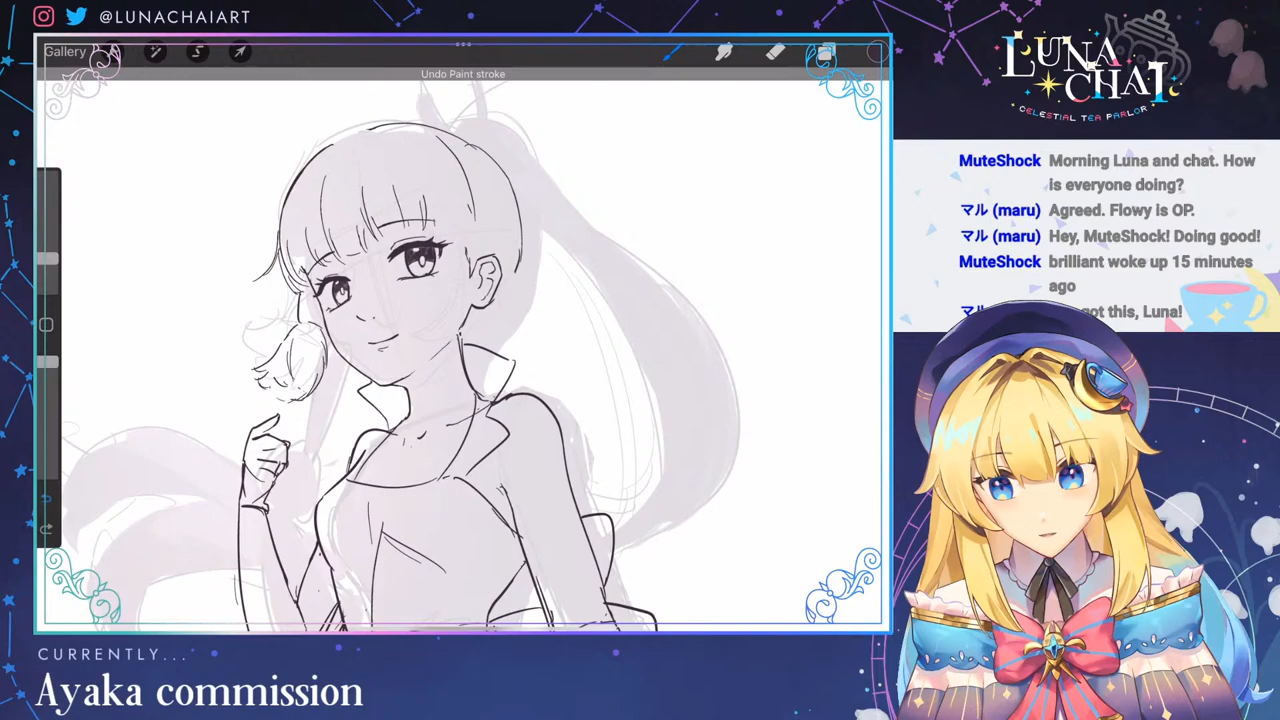 @LUNACHAIART
Gallery
Undo Paint stroke
LUNA
CHAI
CELESTIAL TEA PARLOR
MuteShock Morning Luna and chat. How
is everyone doing?
マル (maru) Agreed. Flowy is OP.
マル (maru) Hey, MuteShock! Doing good!
MuteShock brilliant woke up 15 minutes
ago
got this, Luna!
CURRENTLY...
Ayaka commission